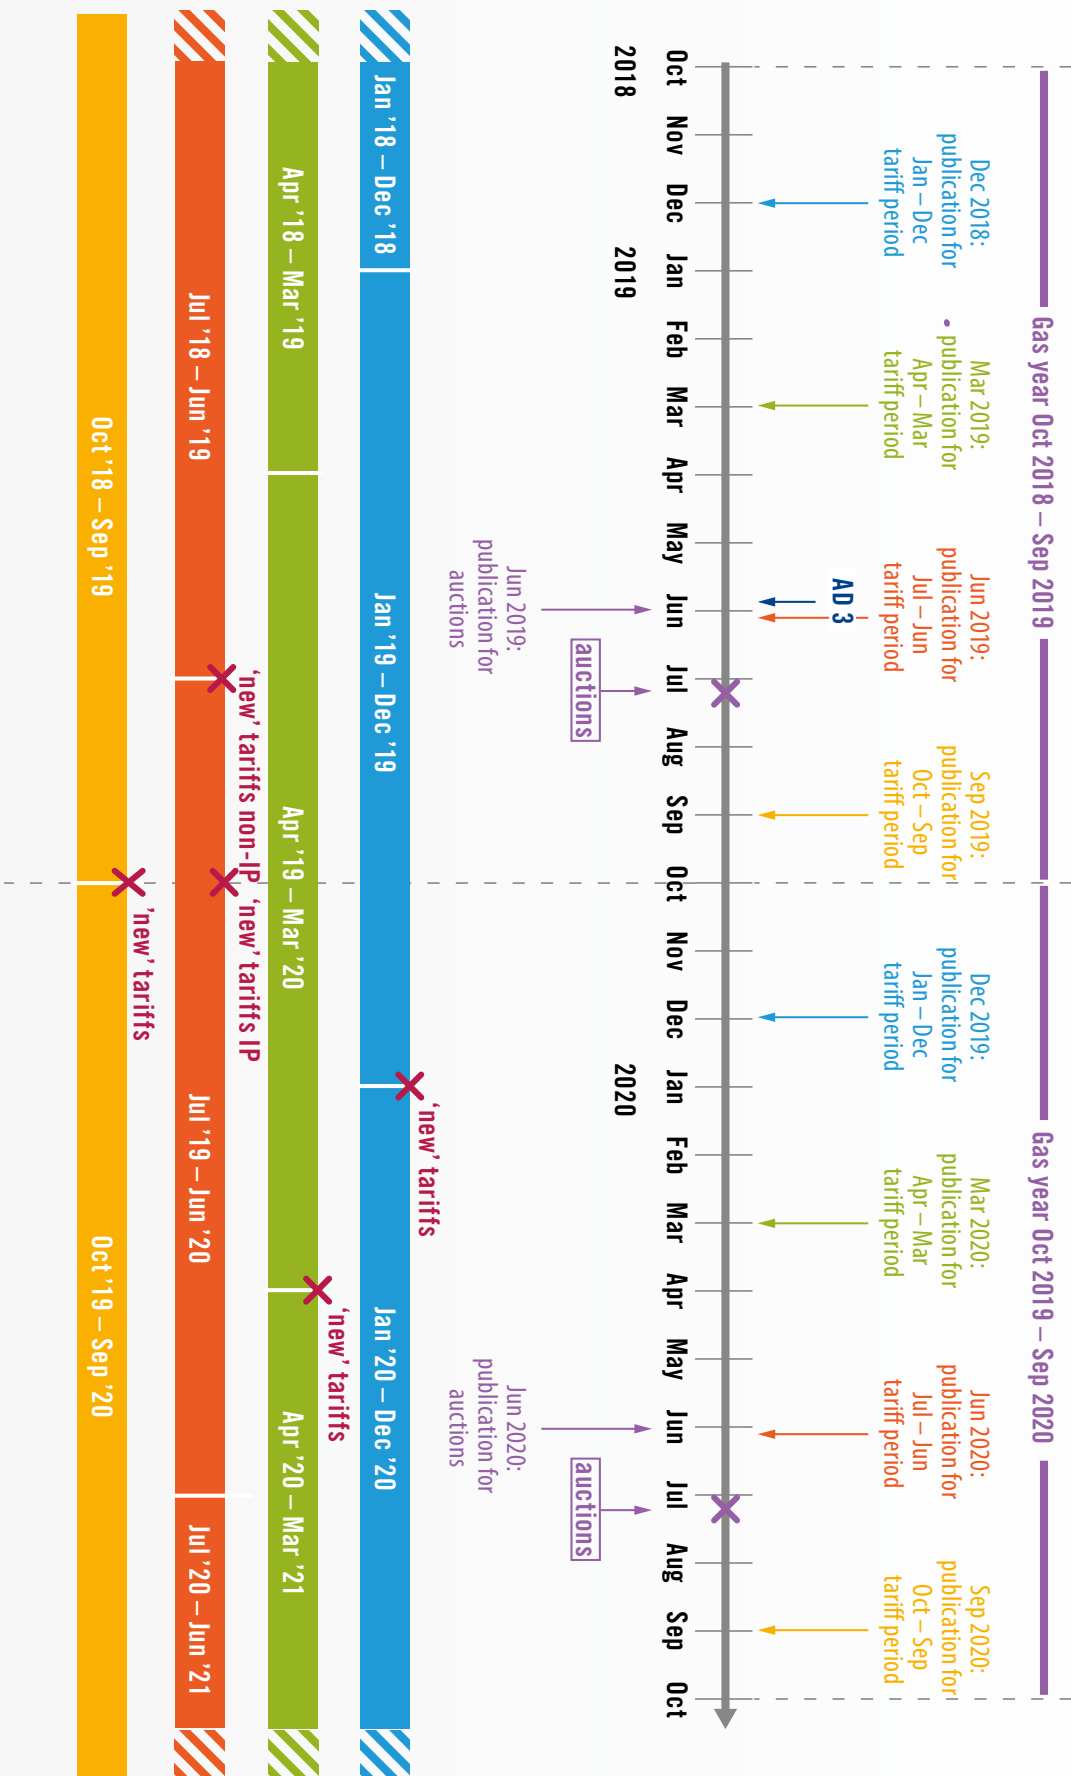 Gas year Oct 2018 – Sep 2019
Gas year Oct 2019 – Sep 2020
Dec 2018:
publication for
Jan – Dec
tariff period
Mar 2019:
• publication for
Apr – Mar
tariff period
Jun 2019:
publication for
Jul – Jun
tariff period
Sep 2019:
publication for
Oct – Sep
tariff period
Dec 2019:
publication for
Jan – Dec
tariff period
Mar 2020:
publication for
Apr – Mar
tariff period
Jun 2020:
publication for
Jul – Jun
tariff period
Sep 2020:
publication for
Oct – Sep
tariff period
AD 3
Oct Nov Dec Jan Feb Mar Apr May Jun Jul Aug Sep Oct Nov Dec Jan Feb Mar Apr May Jun Jul Aug Sep Oct
2018 2019 2020
auctions
auctions
Jun 2019:
publication for
auctions
Jun 2020:
publication for
auctions
'new' tariffs
Jan '18 – Dec '18
Jan '19 – Dec '19
Jan '20 – Dec '20
'new' tariffs
Apr '18 – Mar '19
Apr '19 – Mar '20
Apr '20 – Mar '21
'new' tariffs non-IP
'new' tariffs IP
Jul '18 – Jun '19
Jul '19 – Jun '20
Jul '20 – Jun '21
'new' tariffs
Oct '18 – Sep '19
Oct '19 – Sep '20